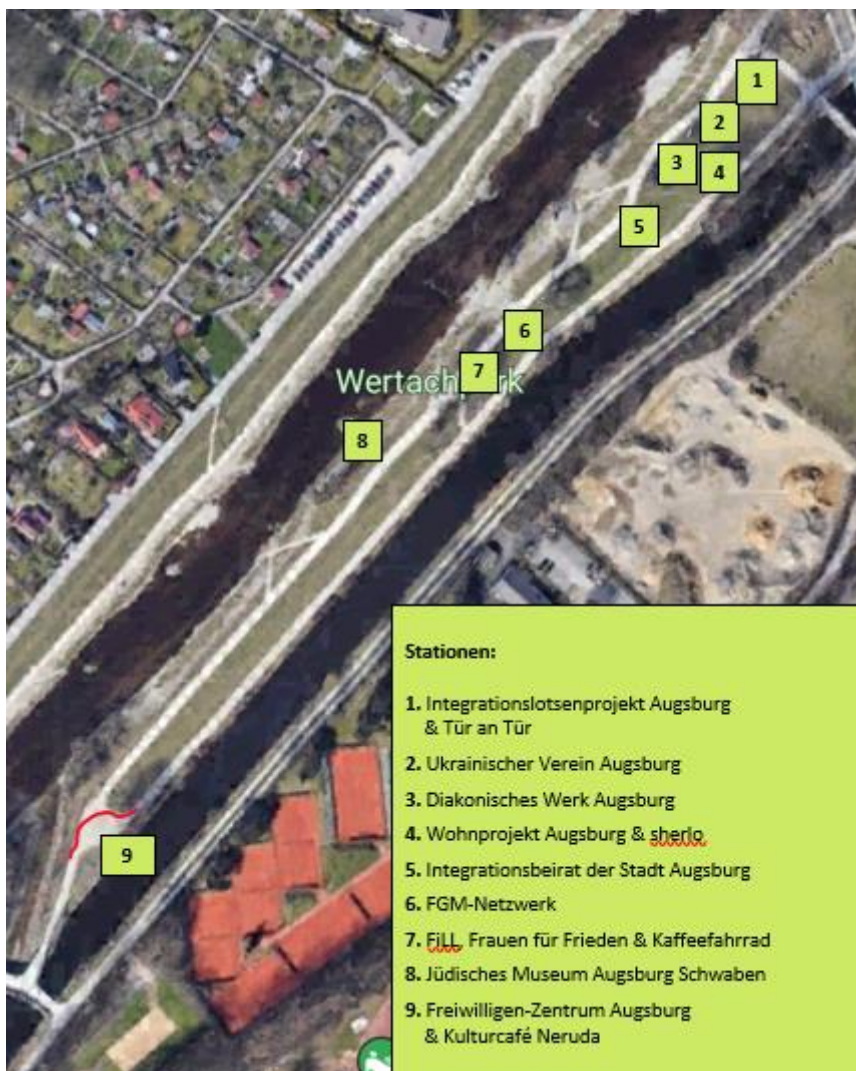 1
2
3
4
5
6
7
Wertachpark
8
9
Stationen:
1. Integrationslotsenprojekt Augsburg
& Tür an Tür
2. Ukrainischer Verein Augsburg
3. Diakonisches Werk Augsburg
4. Wohnprojekt Augsburg & sherlo
5. Integrationsbeirat der Stadt Augsburg
6. FGM-Netzwerk
7. FiLL, Frauen für Frieden & Kaffeefahrrad
8. Jüdisches Museum Augsburg Schwaben
9. Freiwilligen-Zentrum Augsburg
& Kulturcafé Neruda